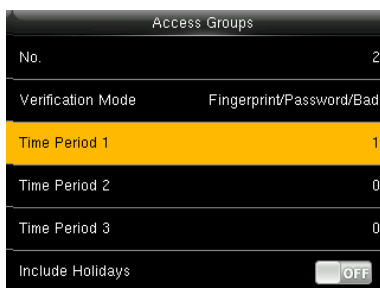 Access Groups
No. 2
Verification Mode Fingerprint/Password/Bad
Time Period 1 1
Time Period 2 0
Time Period 3 0
Include Holidays OFF